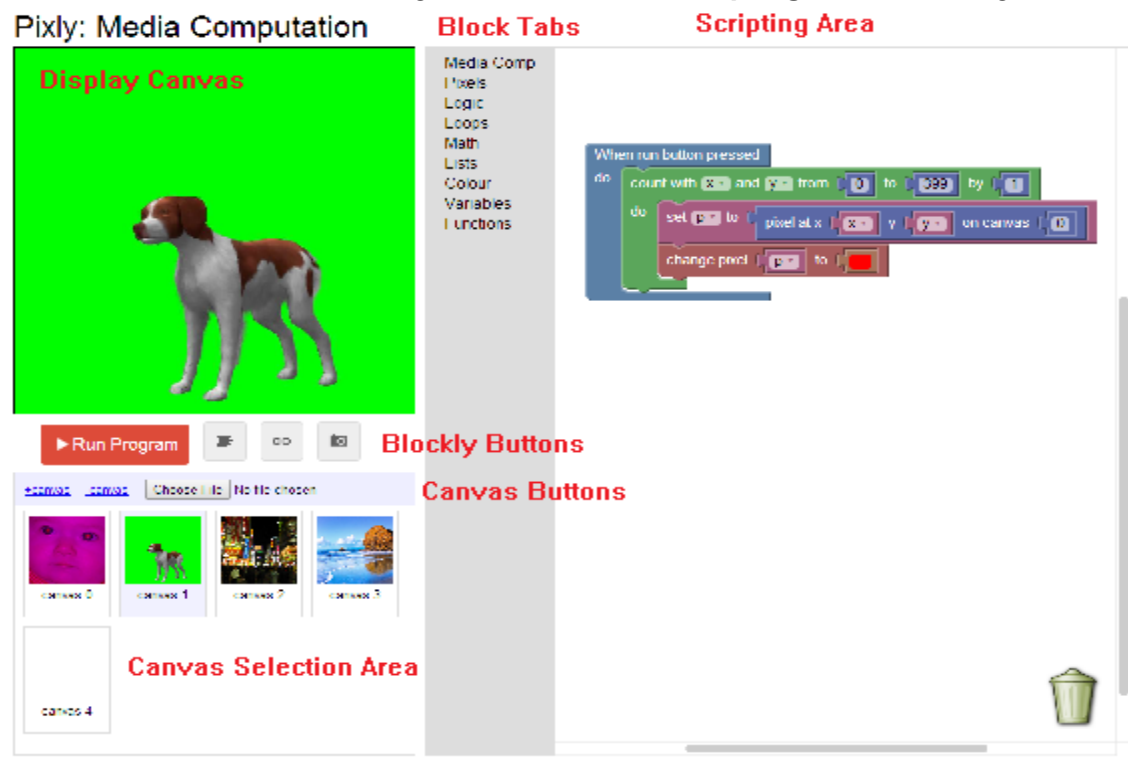 Pixly: Media Computation
Block Tabs
Scripting Area
Display Canvas
Media Comp
Pixels
Logic
Loops
Math
Lists
Colour
Variables
Functions
When run button pressed
do
count with x and y from 0 to 399 by 1
do
set p to pixel at x x y y on canvas 0
change pixel p to
Run Program
Blockly Buttons
+canvas -canvas Choose File No file chosen
Canvas Buttons
canvas 0 canvas 1 canvas 2 canvas 3
Canvas Selection Area
canvas 4